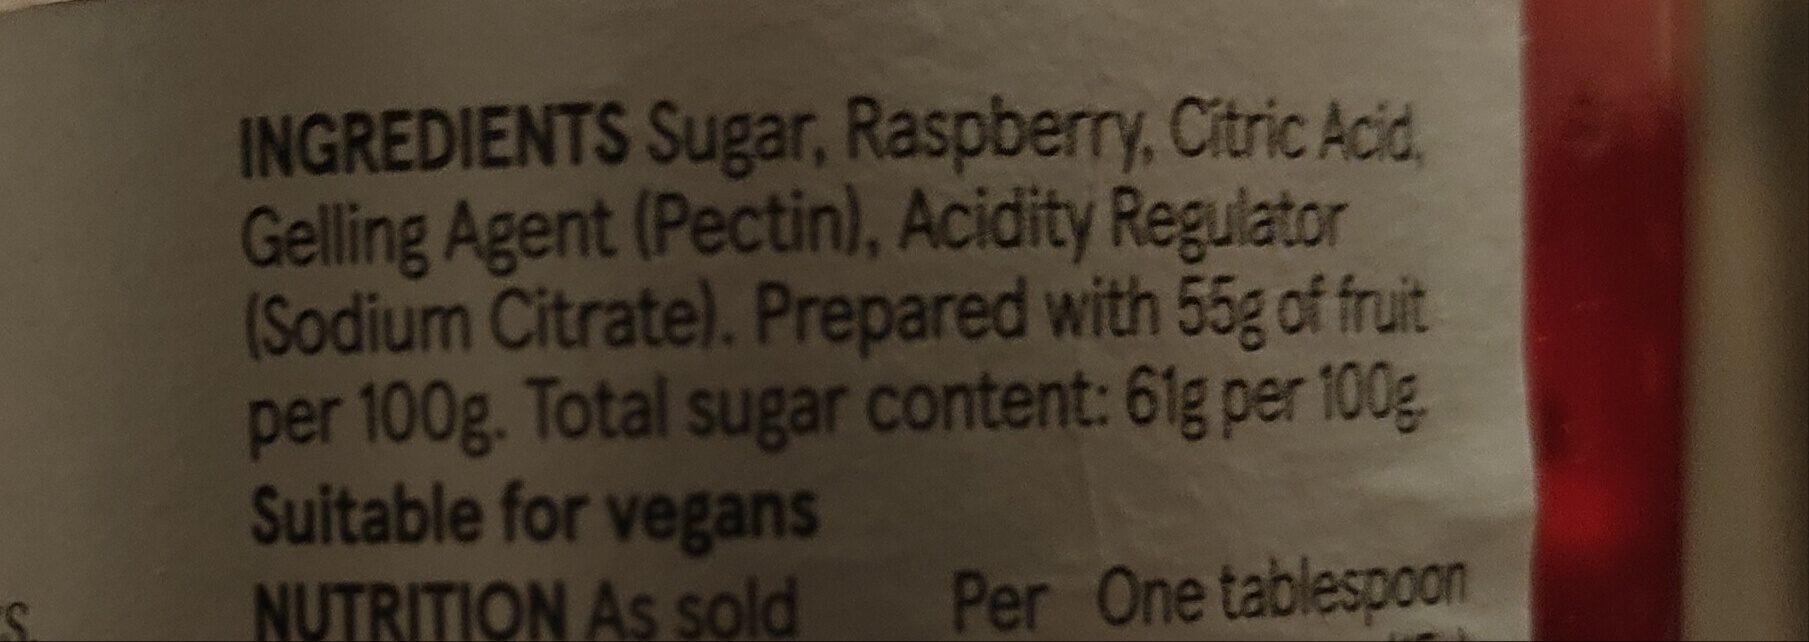 INGREDIENTS Sugar, Raspberry, Citric Acid,
Gelling Agent (Pectin), Acidity Regulator
(Sodium Citrate). Prepared with 55g of fruit
per 100g. Total sugar content: 61g per 100g.
Suitable for vegans
NUTRITION As sold Per One tablespoon